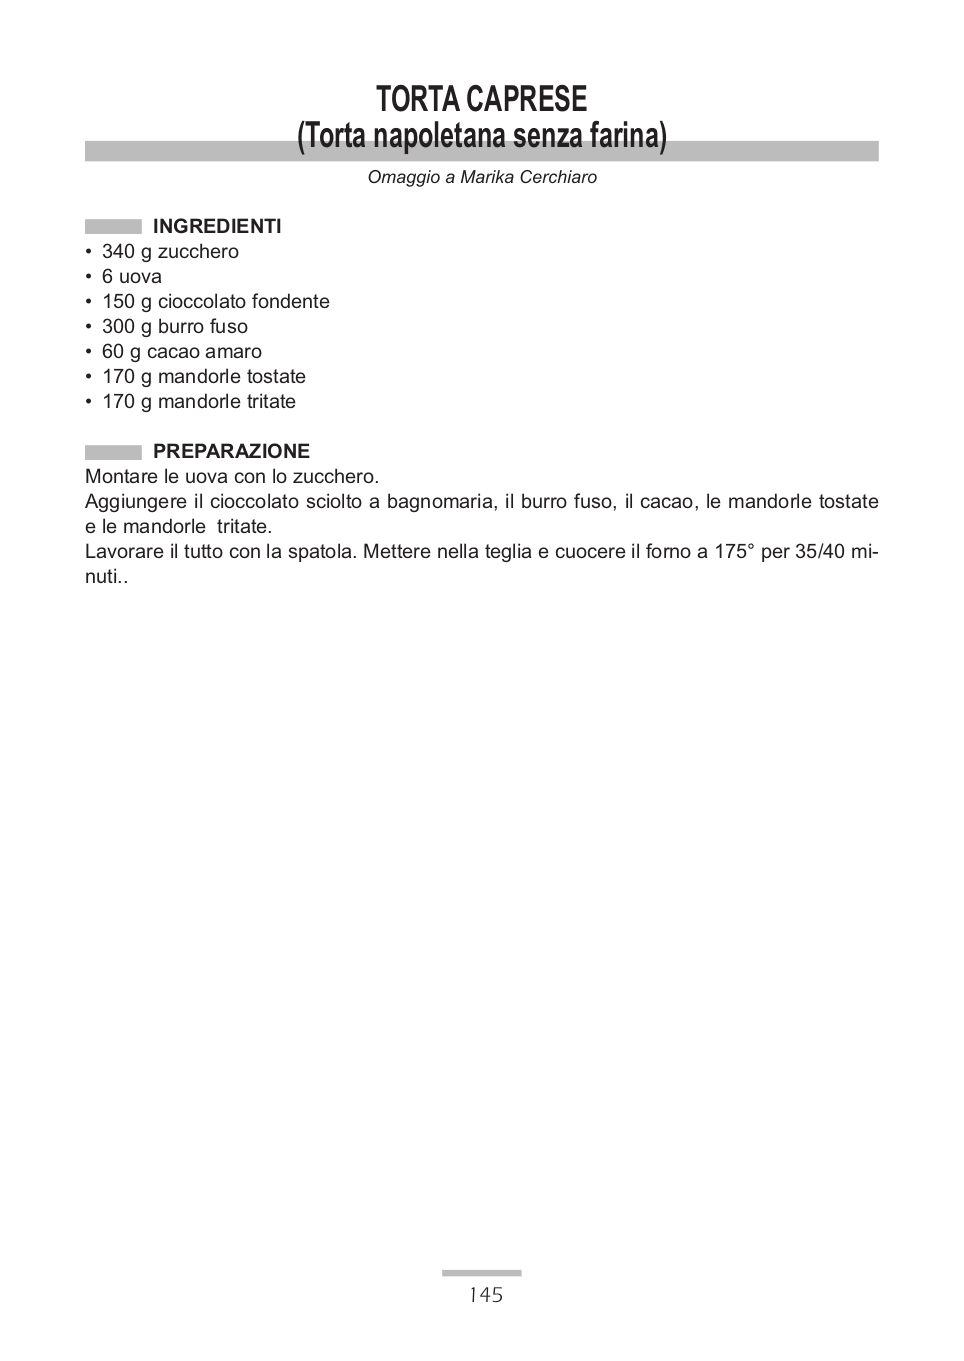 TORTA CAPRESE
(Torta napoletana senza farina)
Omaggio a Marika Cerchiaro
INGREDIENTI
• 340 g zucchero
• 6 uova
• 150 g cioccolato fondente
• 300 g burro fuso
• 60 g cacao amaro
• 170 g mandorle tostate
• 170 g mandorle tritate
PREPARAZIONE
Montare le uova con lo zucchero.
Aggiungere il cioccolato sciolto a bagnomaria, il burro fuso, il cacao, le mandorle tostate
e le mandorle  tritate.
Lavorare il tutto con la spatola. Mettere nella teglia e cuocere il forno a 175° per 35/40 mi-
nuti..
145